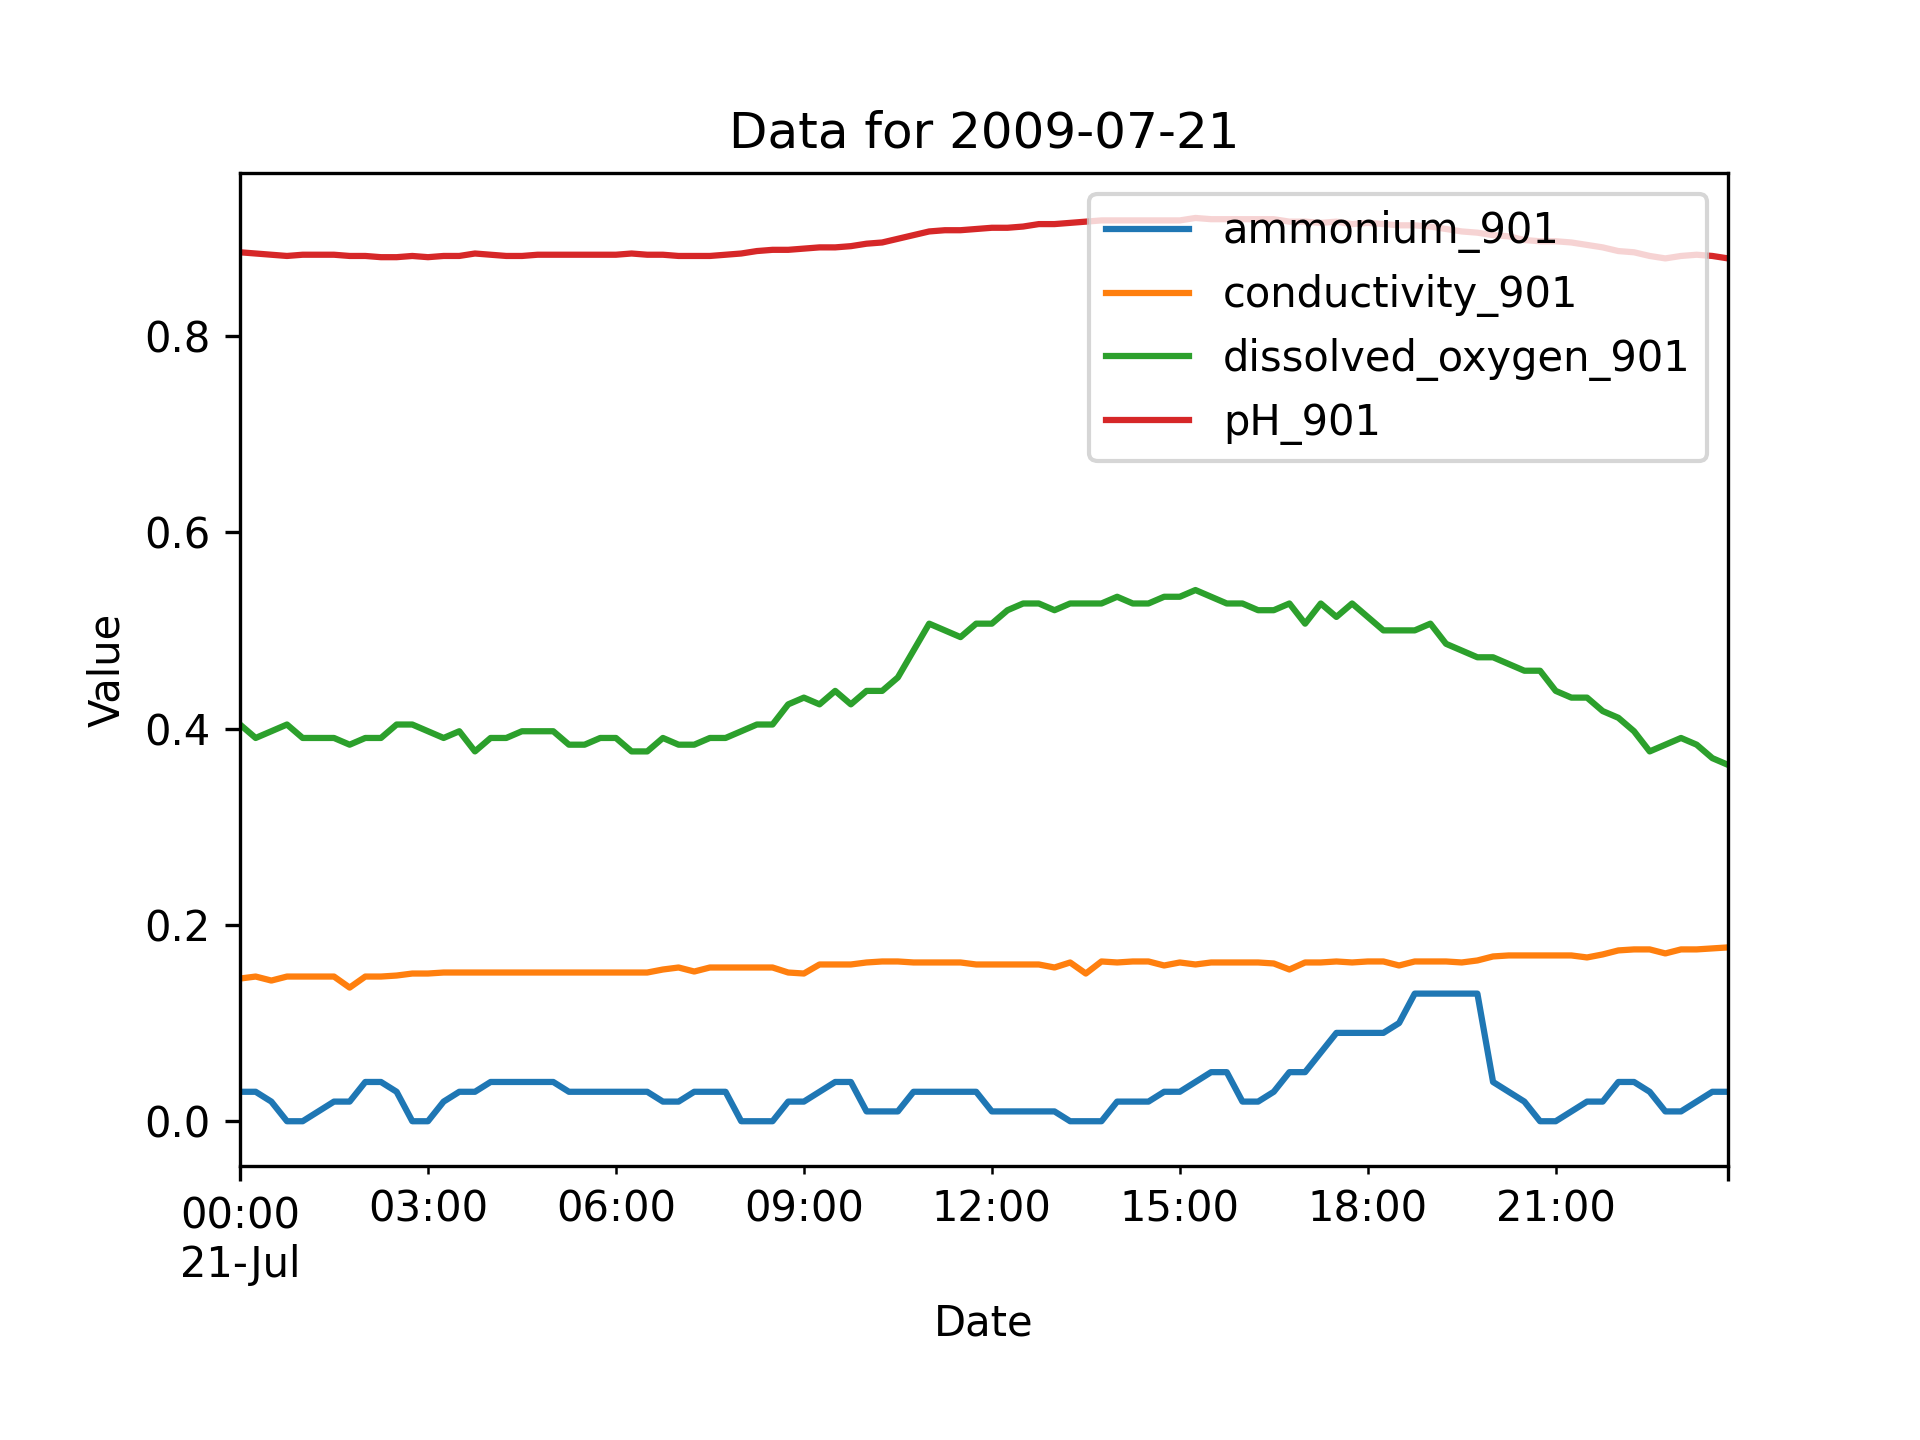 Data for 2009-07-21
ammonium_901
conductivity_901
dissolved_oxygen_901
pH_901
Value
0.8
0.6
0.4
0.2
0.0
00:00 03:00 06:00 09:00 12:00 15:00 18:00 21:00
21-Jul
Date